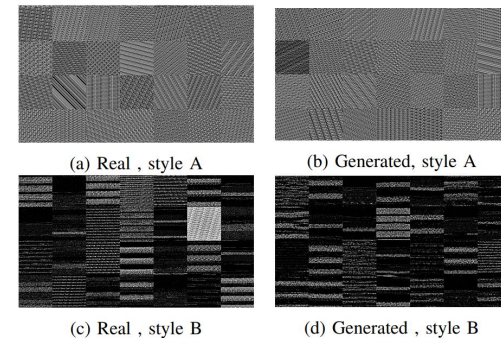 (a) Real , style A
(b) Generated, style A
(c) Real , style B
(d) Generated , style B